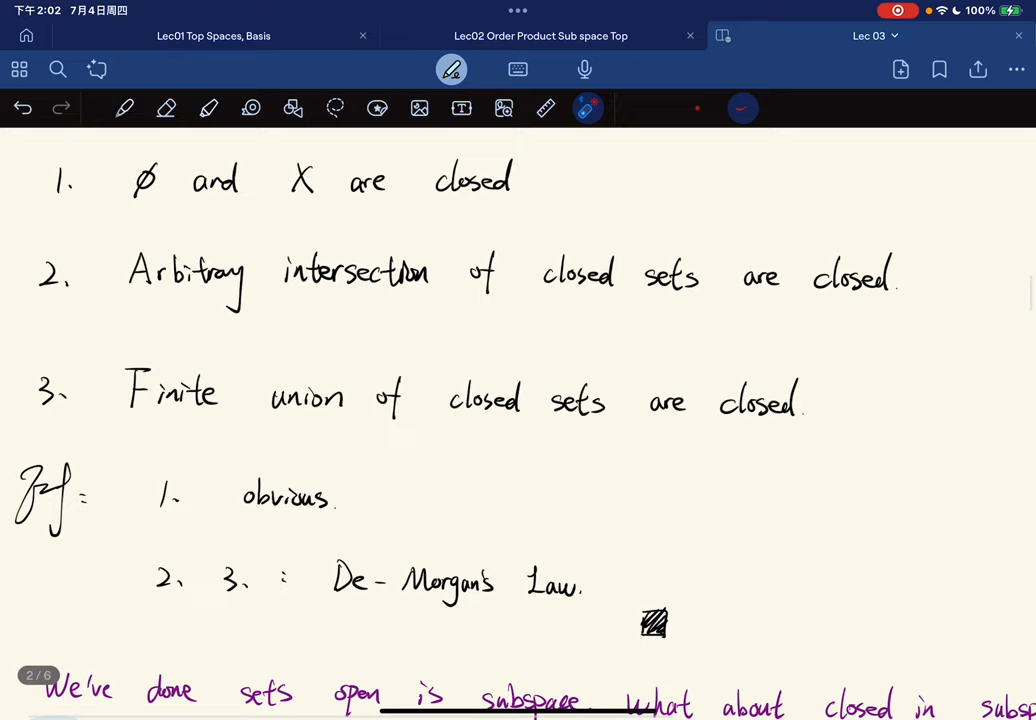 下午2:02 7月4日周四
100%
Lec01 Top Spaces, Basis
Lec02 Order Product Sub space Top
Lec 03
1. ∅ and X are closed
2. Arbitray intersection of closed sets are closed.
3. Finite union of closed sets are closed.
Pf: 1. obvious.
2. 3. : De-Morgan's Law.
2/6
We've done sets open is subspace. What about closed in subsp